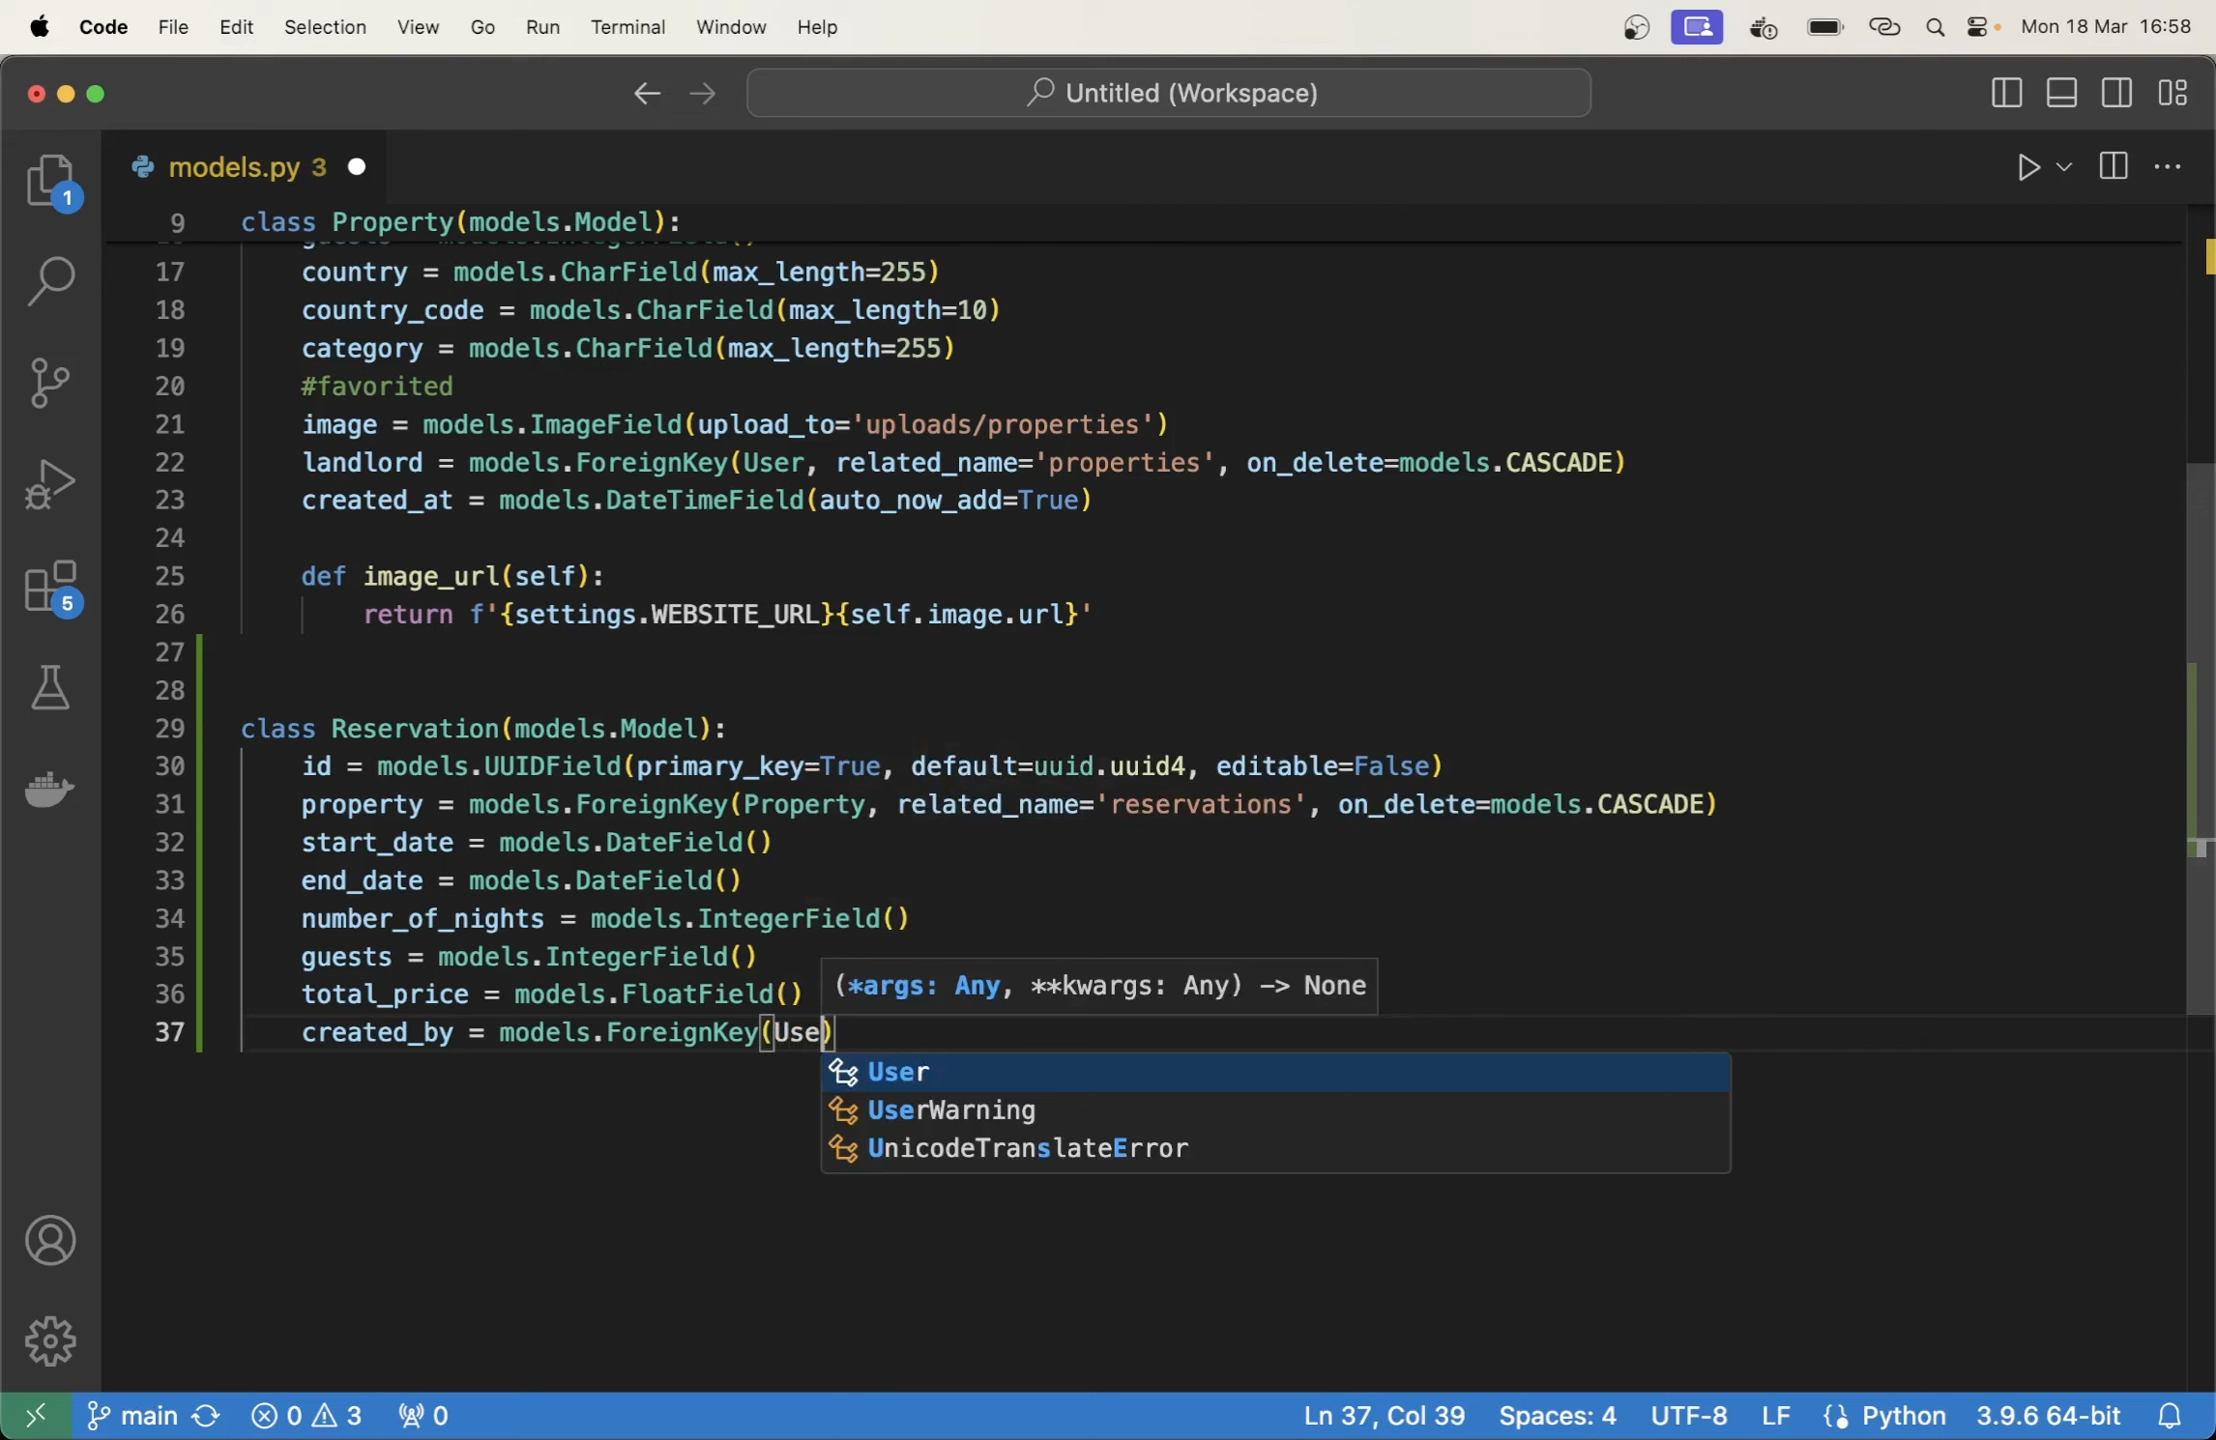 Code File Edit Selection View Go Run Terminal Window Help Mon 18 Mar 16:58
Untitled (Workspace)
models.py 3
1
5
9 class Property(models.Model):
17 country = models.CharField(max_length=255)
18 country_code = models.CharField(max_length=10)
19 category = models.CharField(max_length=255)
20 #favorited
21 image = models.ImageField(upload_to='uploads/properties')
22 landlord = models.ForeignKey(User, related_name='properties', on_delete=models.CASCADE)
23 created_at = models.DateTimeField(auto_now_add=True)
24
25 def image_url(self):
26 return f'{settings.WEBSITE_URL}{self.image.url}'
27
28
29 class Reservation(models.Model):
30 id = models.UUIDField(primary_key=True, default=uuid.uuid4, editable=False)
31 property = models.ForeignKey(Property, related_name='reservations', on_delete=models.CASCADE)
32 start_date = models.DateField()
33 end_date = models.DateField()
34 number_of_nights = models.IntegerField()
35 guests = models.IntegerField()
36 total_price = models.FloatField() (*args: Any, **kwargs: Any) -> None
37 created_by = models.ForeignKey(Use)
User
UserWarning
UnicodeTranslateError
main 0 3 0 Ln 37, Col 39 Spaces: 4 UTF-8 LF Python 3.9.6 64-bit